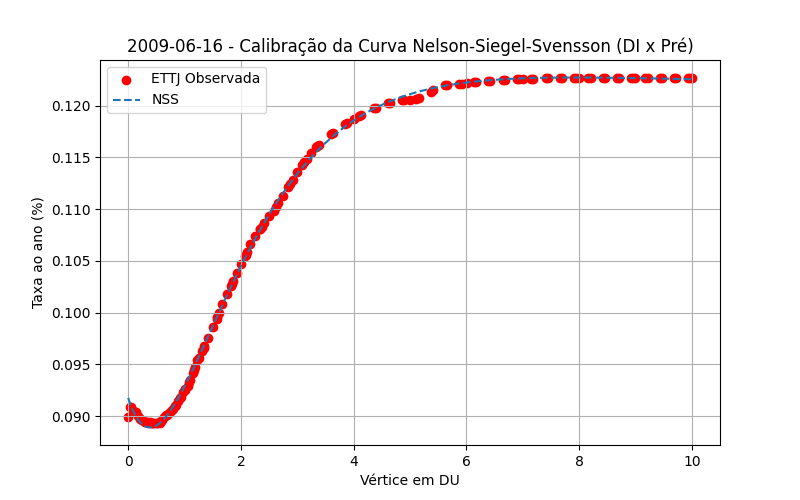 2009-06-16 - Calibração da Curva Nelson-Siegel-Svensson (DI x Pré)
ETTJ Observada
NSS
Taxa ao ano (%)
0.120
0.115
0.110
0.105
0.100
0.095
0.090
0 2 4 6 8 10
Vértice em DU